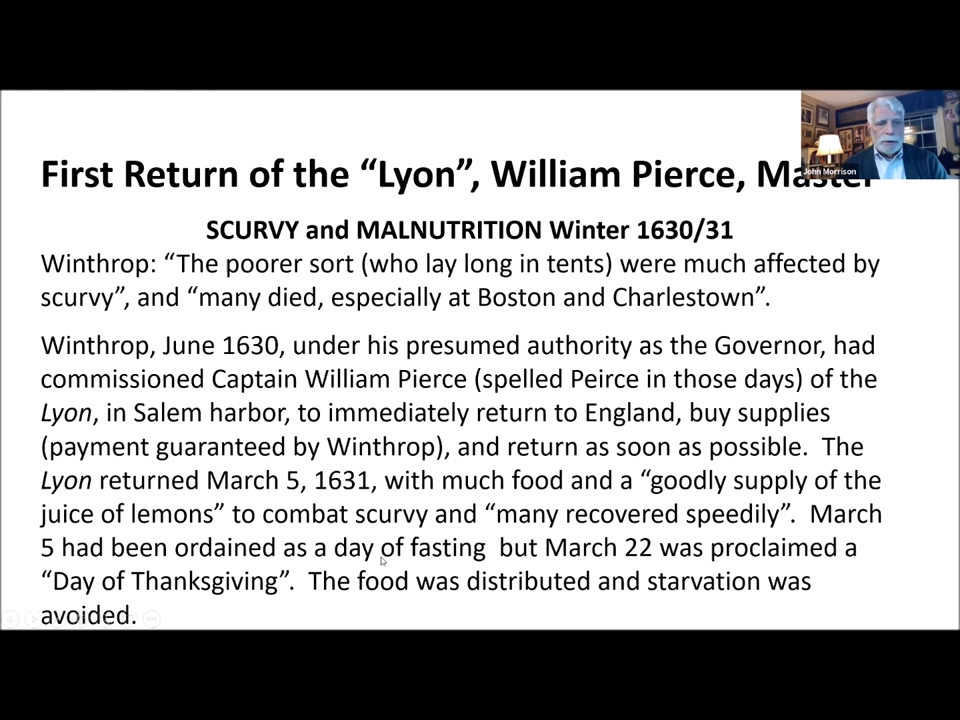 First Return of the “Lyon”, William Pierce, Master
John Morrison
SCURVY and MALNUTRITION Winter 1630/31
Winthrop: “The poorer sort (who lay long in tents) were much affected by
scurvy”, and “many died, especially at Boston and Charlestown”.
Winthrop, June 1630, under his presumed authority as the Governor, had
commissioned Captain William Pierce (spelled Peirce in those days) of the
Lyon, in Salem harbor, to immediately return to England, buy supplies
(payment guaranteed by Winthrop), and return as soon as possible.  The
Lyon returned March 5, 1631, with much food and a “goodly supply of the
juice of lemons” to combat scurvy and “many recovered speedily”.  March
5 had been ordained as a day of fasting  but March 22 was proclaimed a
“Day of Thanksgiving”.  The food was distributed and starvation was
avoided.